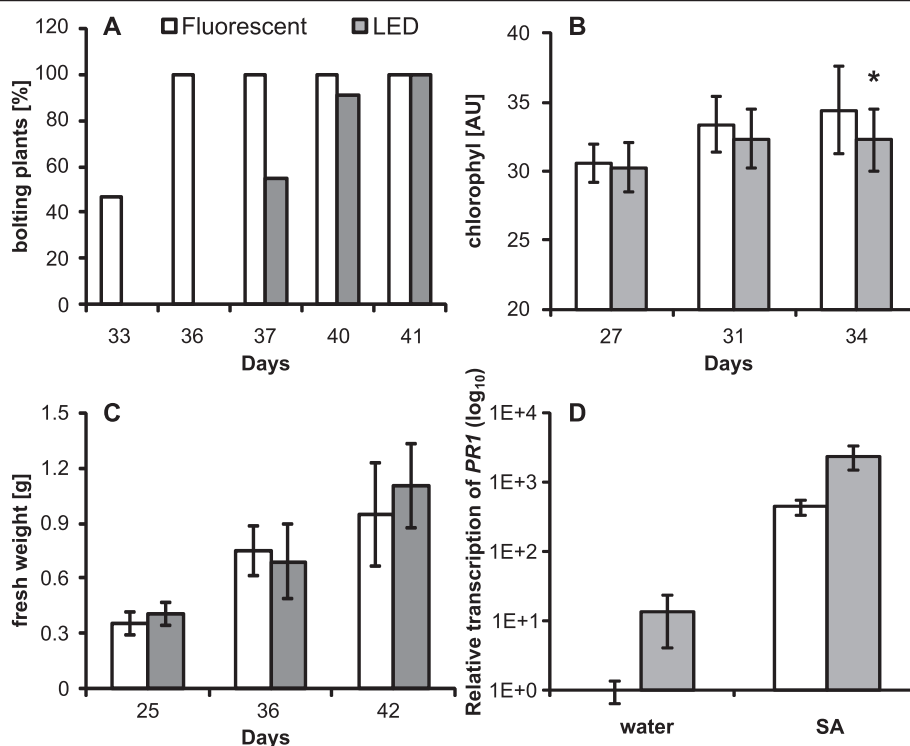 A Fluorescent LED
bolting plants [%]
120
100
80
60
40
20
0
33 36 37 40 41
Days
B
chlorophyl [AU]
40
35
30
25
20
*
27 31 34
Days
C
fresh weight [g]
1.5
1.2
0.9
0.6
0.3
0
25 36 42
Days
D
Relative transcription of PR1 (log10)
1E+4
1E+3
1E+2
1E+1
1E+0
water SA